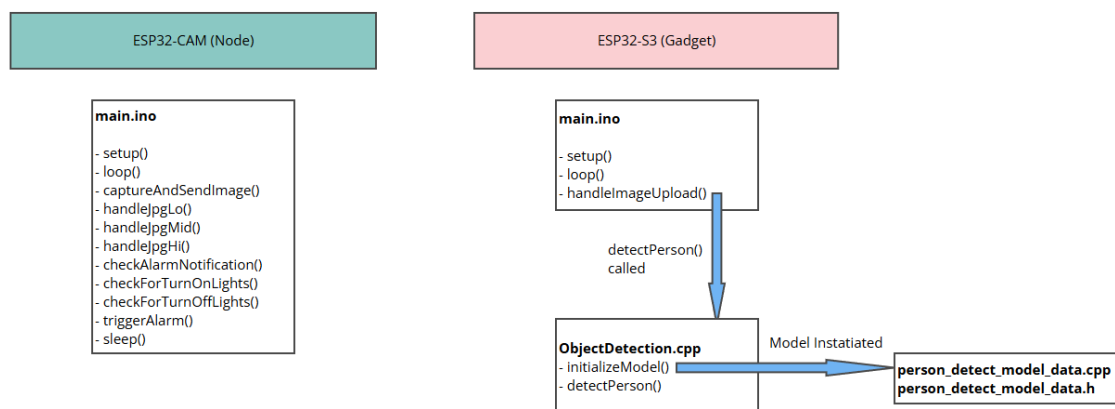 ESP32-CAM (Node)
ESP32-S3 (Gadget)
main.ino
- setup()
- loop()
- captureAndSendImage()
- handleJpgLo()
- handleJpgMid()
- handleJpgHi()
- checkAlarmNotification()
- checkForTurnOnLights()
- checkForTurnOffLights()
- triggerAlarm()
- sleep()
main.ino
- setup()
- loop()
- handleImageUpload()
detectPerson()
called
ObjectDetection.cpp
- initializeModel()
- detectPerson()
Model Instatiated
person_detect_model_data.cpp
person_detect_model_data.h